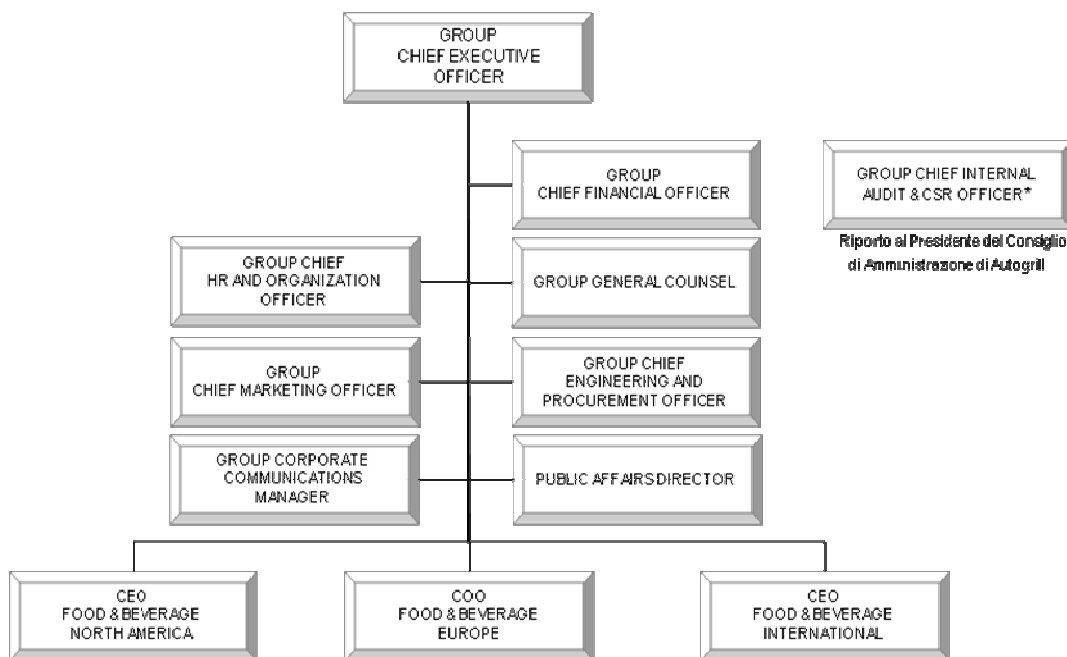 GROUP
CHIEF EXECUTIVE
OFFICER
GROUP
CHIEF FINANCIAL OFFICER
GROUP CHIEF INTERNAL
AUDIT & CSR OFFICER*
Riporto al Presidente del Consiglio
di Amministrazione di Autogrill
GROUP CHIEF
HR AND ORGANIZATION
OFFICER
GROUP GENERAL COUNSEL
GROUP
CHIEF MARKETING OFFICER
GROUP CHIEF
ENGINEERING AND
PROCUREMENT OFFICER
GROUP CORPORATE
COMMUNICATIONS
MANAGER
PUBLIC AFFAIRS DIRECTOR
CEO
FOOD & BEVERAGE
NORTH AMERICA
COO
FOOD & BEVERAGE
EUROPE
CEO
FOOD & BEVERAGE
INTERNATIONAL